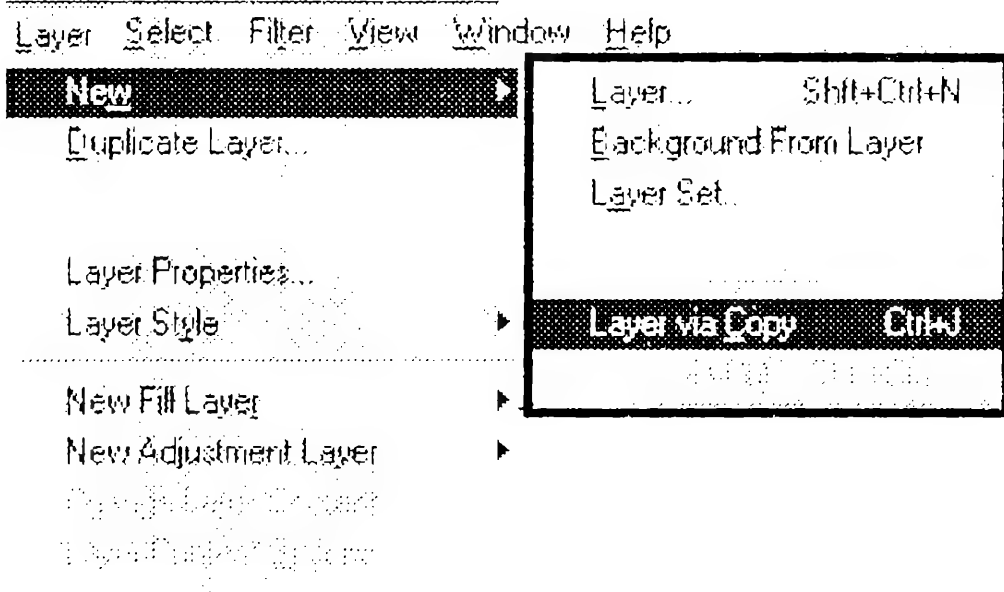 Layer Select Filter View Window Help
New
Duplicate Layer...
Layer Properties...
Layer Style
New Fill Layer
New Adjustment Layer
Layer... Shft+Ctrl+N
Background From Layer
Layer Set...
Layer via Copy Ctrl+J